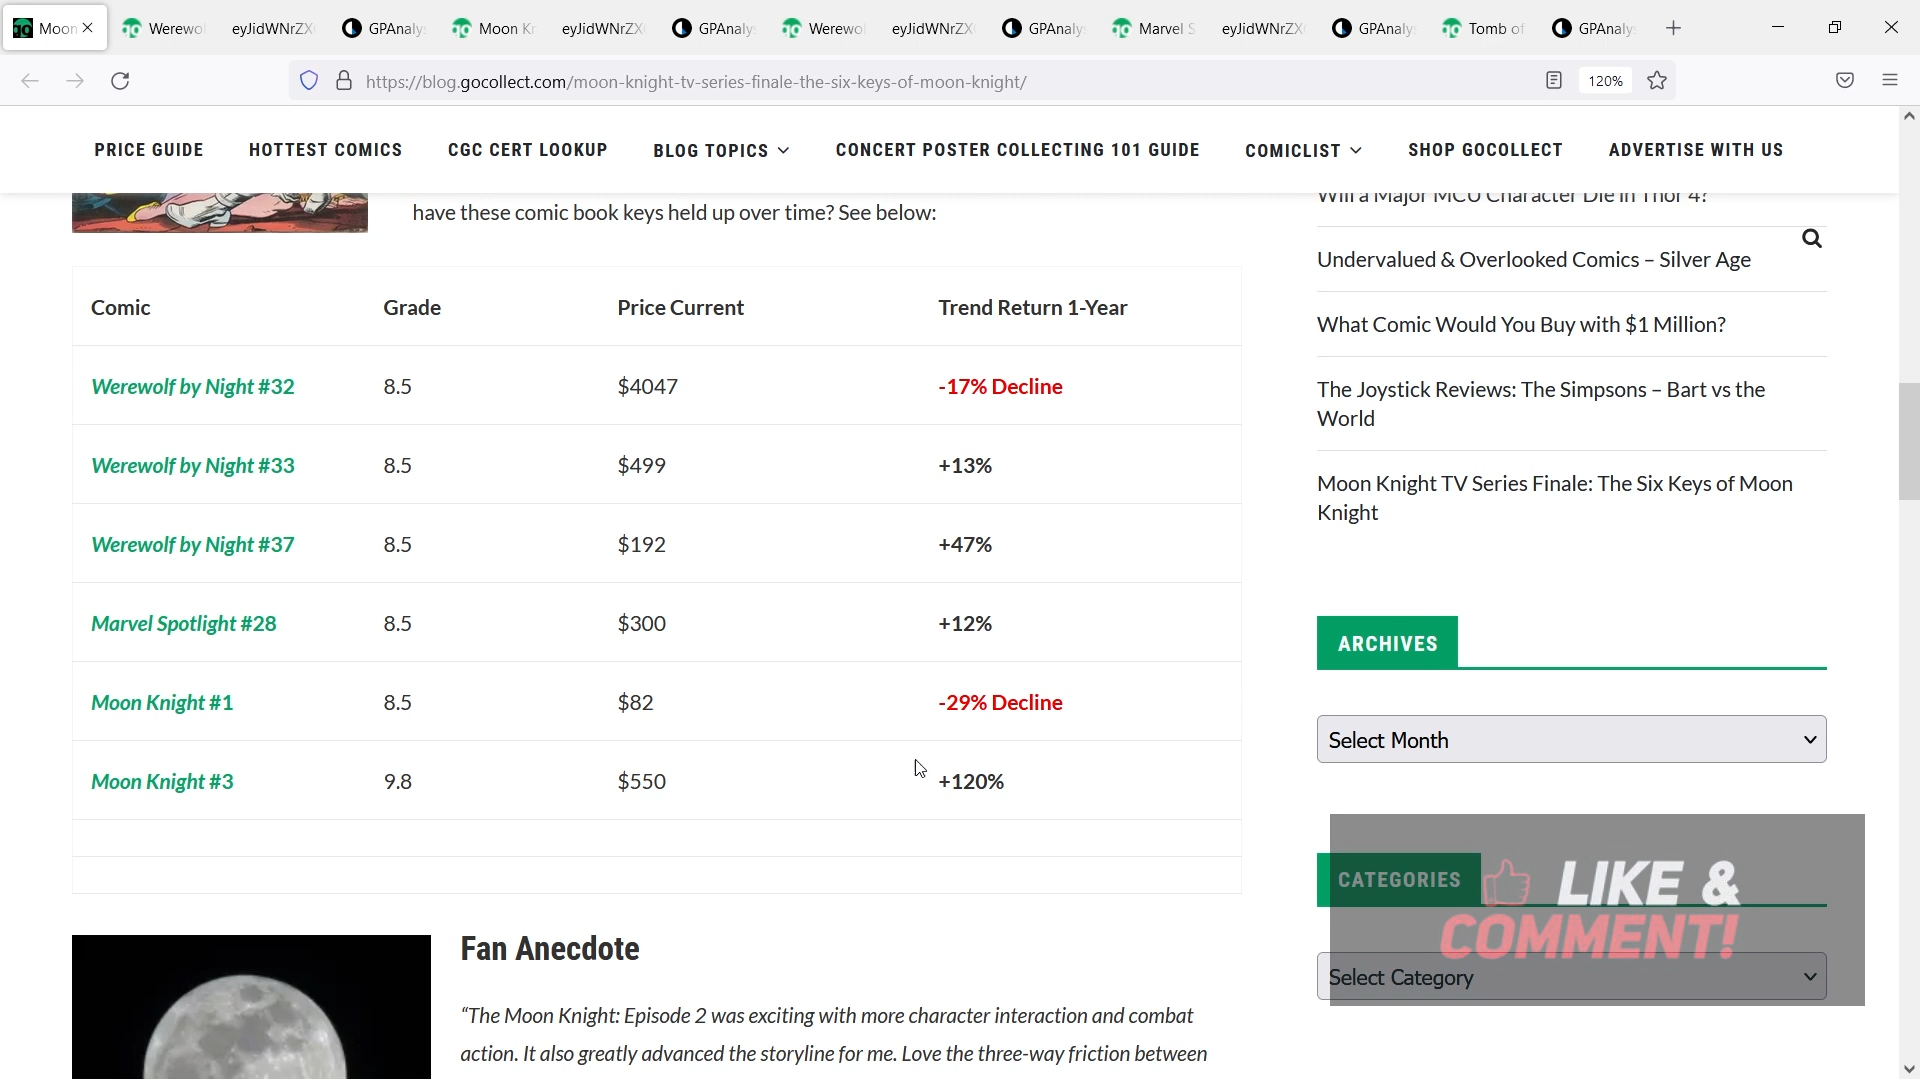 Moon
Werewo
eyJidWNrZX
GPAnaly
Moon Kr
eyJidWNrZX
GPAnaly
Werewo
eyJidWNrZX
GPAnaly
Marvel S
eyJidWNrZX
GPAnaly
Tomb of
GPAnaly
https://blog.gocollect.com/moon-knight-tv-series-finale-the-six-keys-of-moon-knight/
120%
PRICE GUIDE
HOTTEST COMICS
CGC CERT LOOKUP
BLOG TOPICS
CONCERT POSTER COLLECTING 101 GUIDE
COMICLIST
SHOP GOCOLLECT
ADVERTISE WITH US
have these comic book keys held up over time? See below:
Comic Grade Price Current Trend Return 1-Year
Werewolf by Night #32 8.5 $4047 -17% Decline
Werewolf by Night #33 8.5 $499 +13%
Werewolf by Night #37 8.5 $192 +47%
Marvel Spotlight #28 8.5 $300 +12%
Moon Knight #1 8.5 $82 -29% Decline
Moon Knight #3 9.8 $550 +120%
Fan Anecdote
“The Moon Knight: Episode 2 was exciting with more character interaction and combat
action. It also greatly advanced the storyline for me. Love the three-way friction between
Will a Major MCU Character Die in Thor 4?
Undervalued & Overlooked Comics – Silver Age
What Comic Would You Buy with $1 Million?
The Joystick Reviews: The Simpsons – Bart vs the
World
Moon Knight TV Series Finale: The Six Keys of Moon
Knight
ARCHIVES
Select Month
CATEGORIES
Select Category
LIKE &
COMMENT!